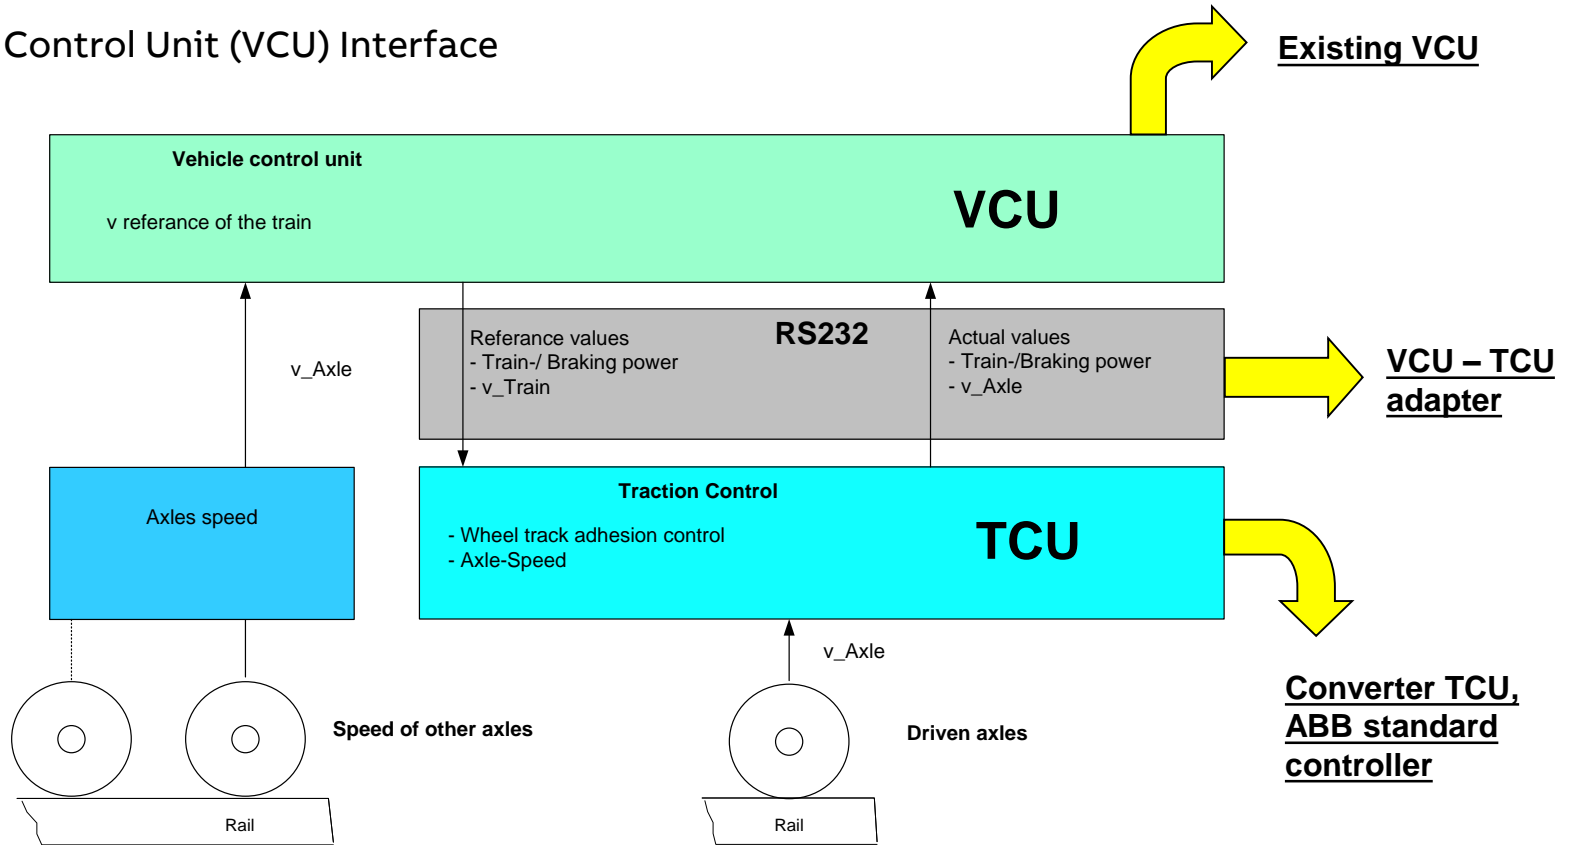 Control Unit (VCU) Interface
Existing VCU
Vehicle control unit
v referance of the train
VCU
v_Axle
Referance values
- Train-/ Braking power
- v_Train
RS232
Actual values
- Train-/Braking power
- v_Axle
VCU – TCU
adapter
Axles speed
Traction Control
- Wheel track adhesion control
- Axle-Speed
TCU
v_Axle
Speed of other axles
Driven axles
Converter TCU,
ABB standard
controller
Rail
Rail